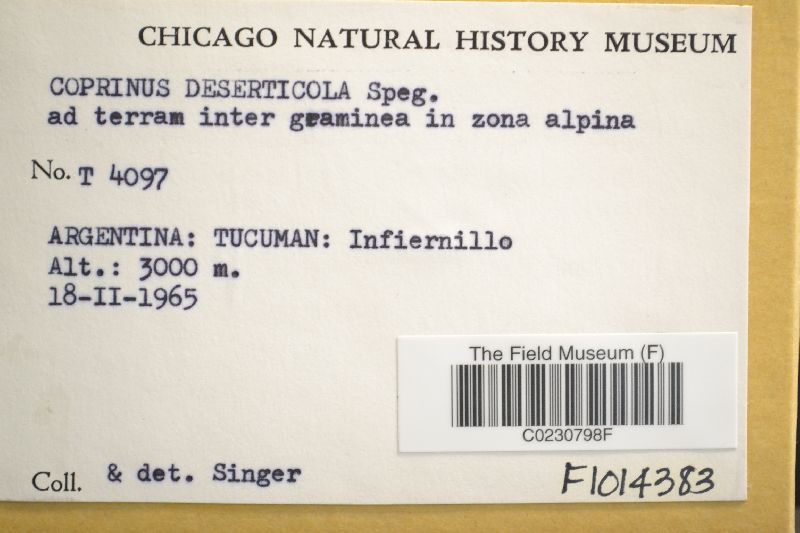 CHICAGO NATURAL HISTORY MUSEUM
COPRINUS DESERTICOLA Speg.
ad terram inter graminea in zona alpina
No. T 4097
ARGENTINA: TUCUMAN: Infiernillo
Alt.: 3000 m.
18-II-1965
The Field Museum (F)
C0230798F
Coll. & det. Singer
F1014383